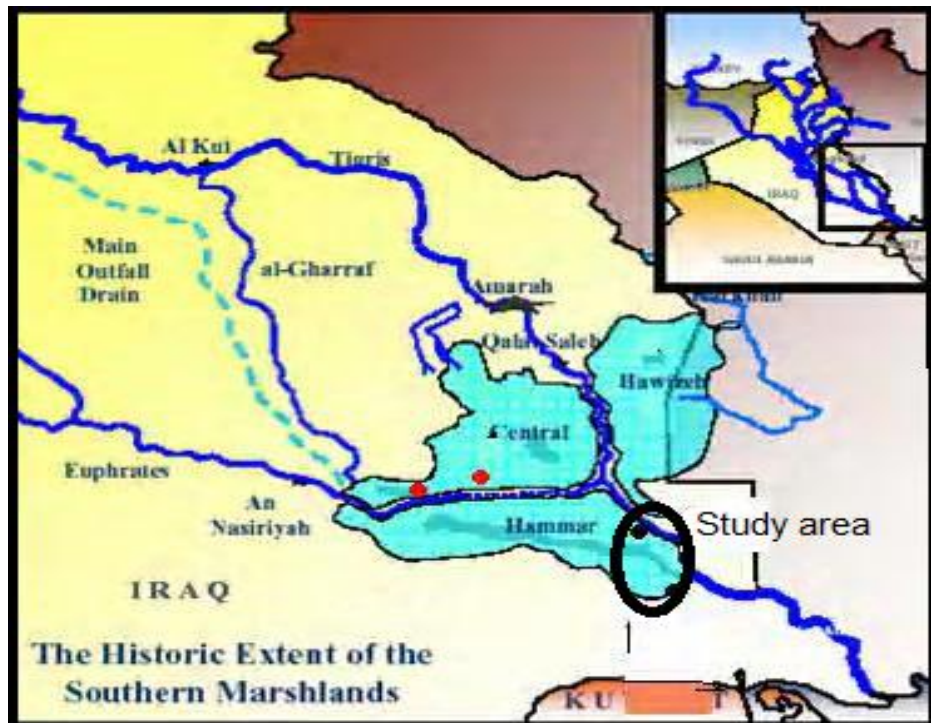 Al Kut
Tigris
Main
Outfall
Drain
al-Gharraf
Amarah
Qalat Saleh
Hawizeh
Central
Euphrates
An
Nasiriyah
Hammar
Study area
IRAQ
The Historic Extent of the
Southern Marshlands
IRAQ
SAUDI ARABIA